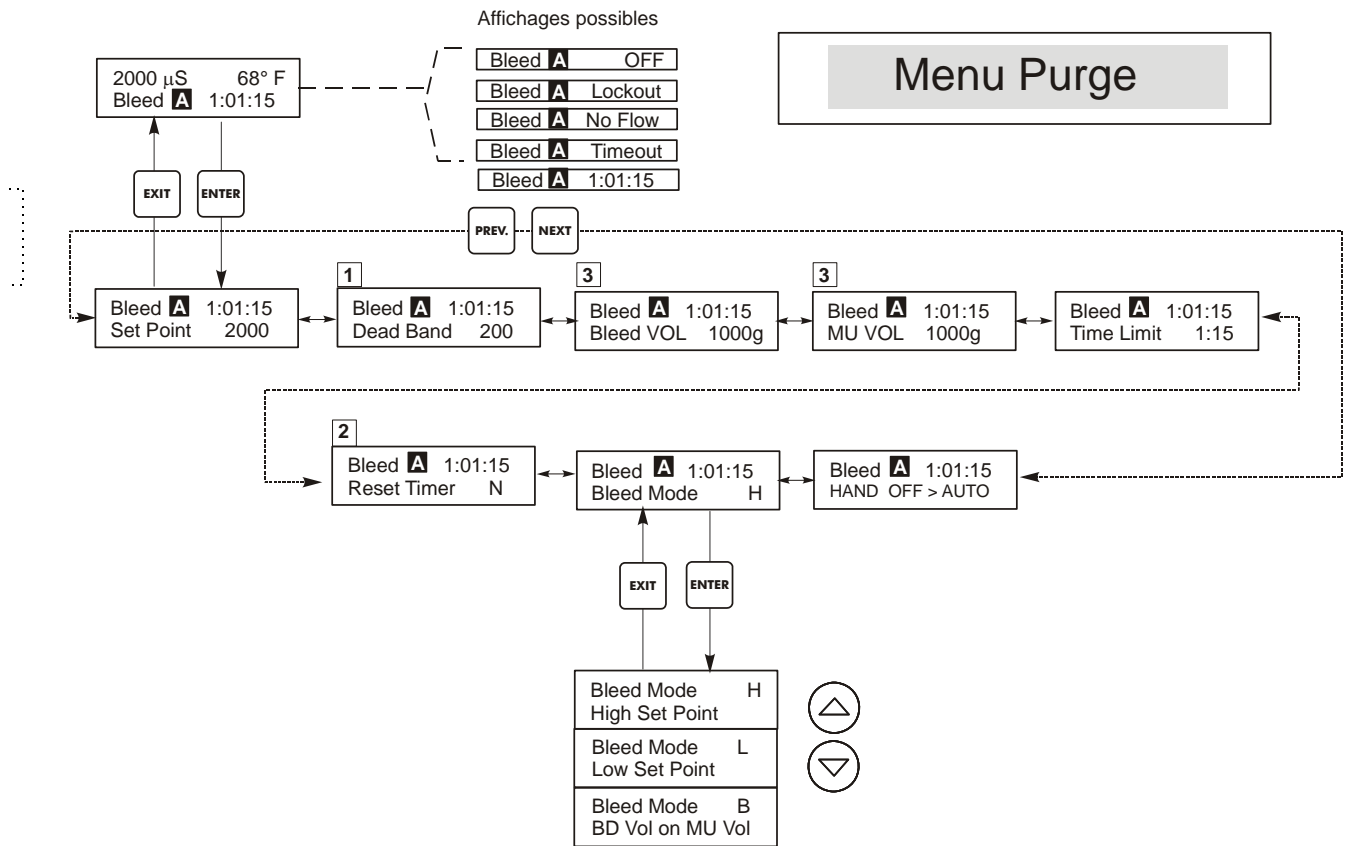 Affichages possibles
Menu Purge
2000 µS 68° F
Bleed A 1:01:15
Bleed A OFF
Bleed A Lockout
Bleed A No Flow
Bleed A Timeout
Bleed A 1:01:15
EXIT
ENTER
PREV.
NEXT
Bleed A 1:01:15
Set Point 2000
1
Bleed A 1:01:15
Dead Band 200
3
Bleed A 1:01:15
Bleed VOL 1000g
3
Bleed A 1:01:15
MU VOL 1000g
Bleed A 1:01:15
Time Limit 1:15
2
Bleed A 1:01:15
Reset Timer N
Bleed A 1:01:15
Bleed Mode H
Bleed A 1:01:15
HAND OFF > AUTO
EXIT
ENTER
Bleed Mode H
High Set Point
Bleed Mode L
Low Set Point
Bleed Mode B
BD Vol on MU Vol